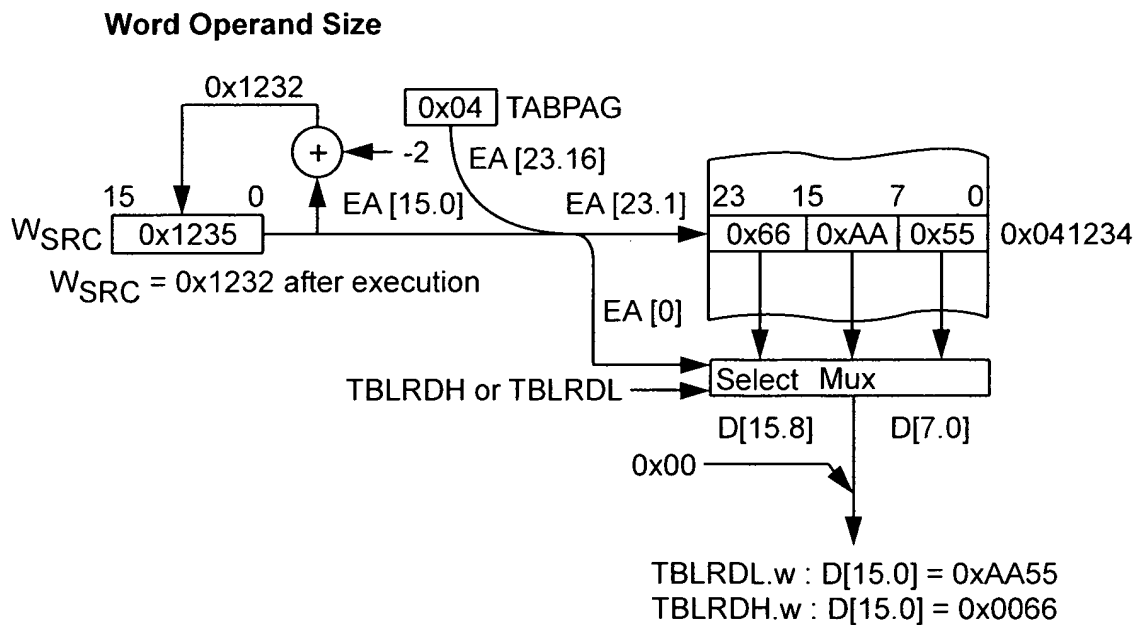 Word Operand Size
0x1232
0x04 TABPAG
+
-2
EA [23.16]
15 0
EA [15.0]
EA [23.1]
23 15 7 0
WSRC 0x1235
0x66 0xAA 0x55 0x041234
WSRC = 0x1232 after execution
EA [0]
TBLRDH or TBLRDL
Select Mux
D[15.8] D[7.0]
0x00
TBLRDL.w : D[15.0] = 0xAA55
TBLRDH.w : D[15.0] = 0x0066